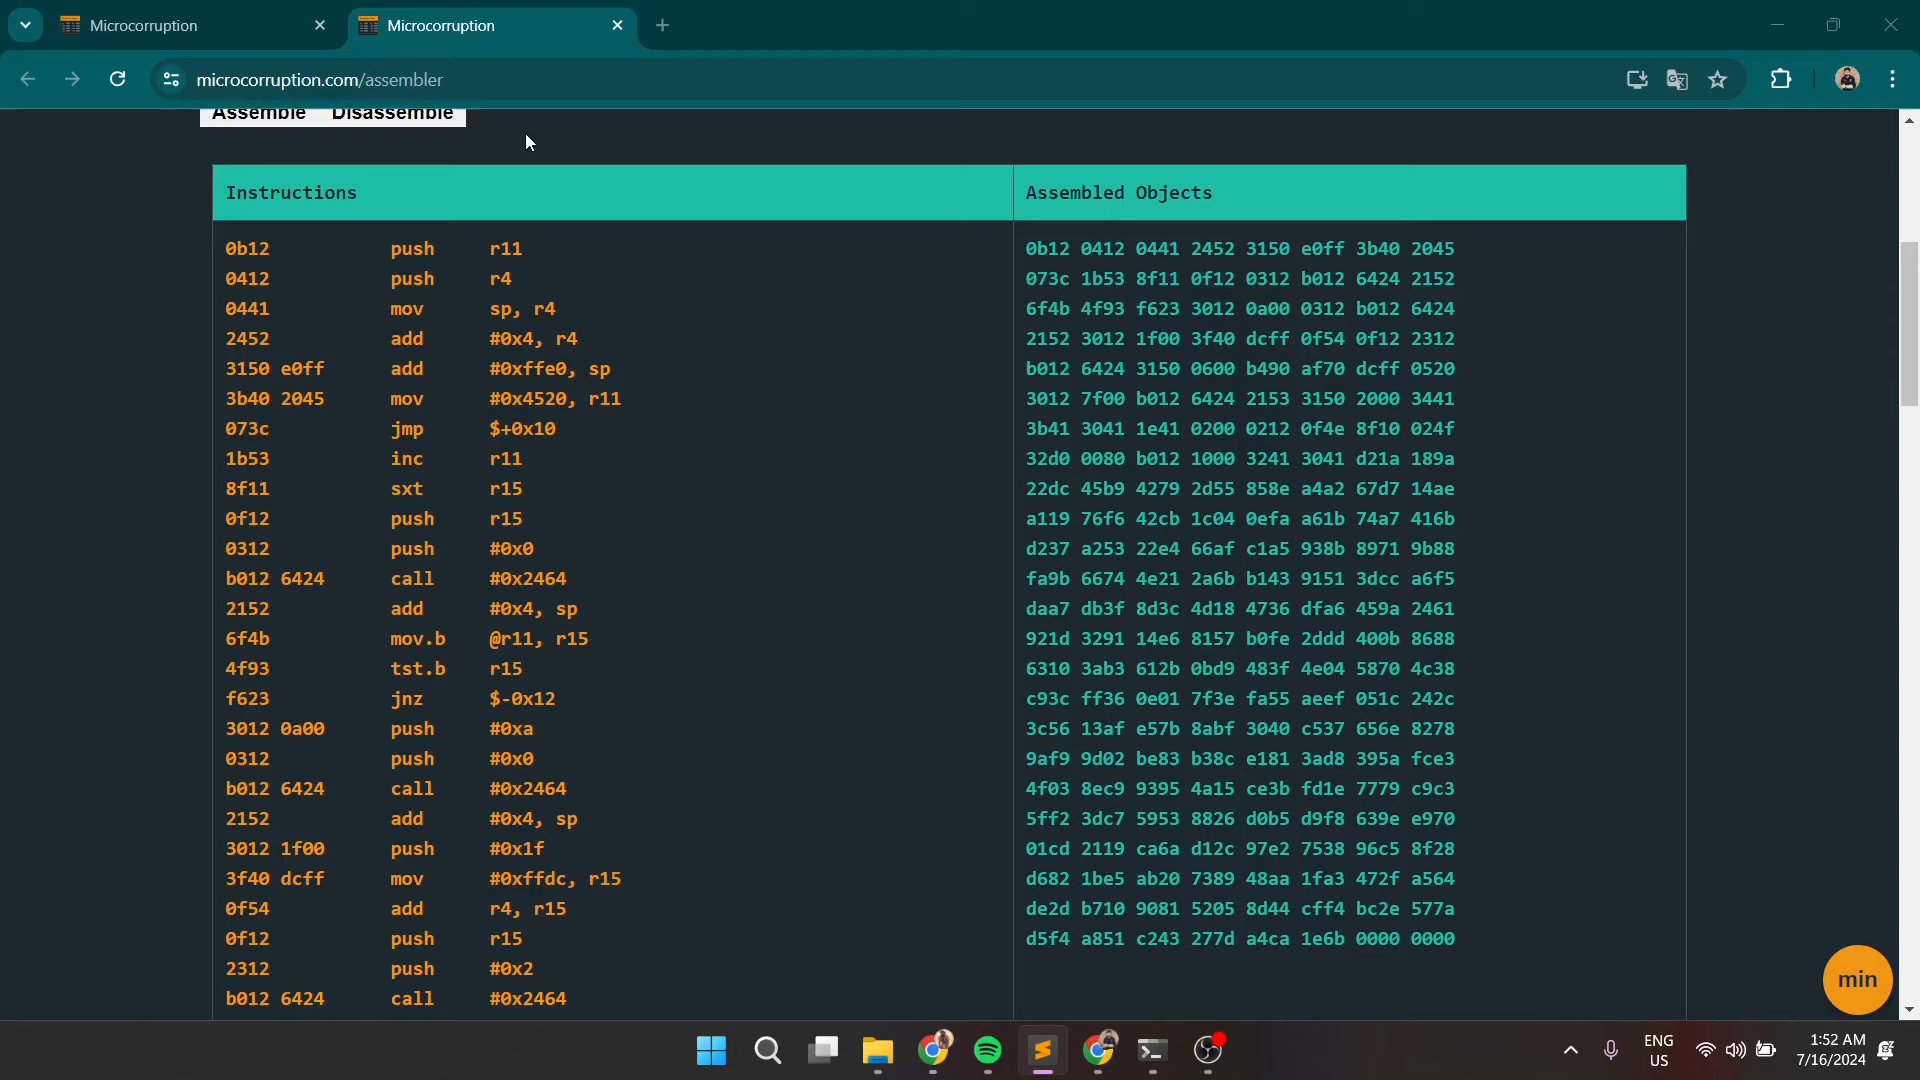 Microcorruption
Microcorruption
microcorruption.com/assembler
Assemble Disassemble
Instructions
Assembled Objects
0b12 push r11
0412 push r4
0441 mov sp, r4
2452 add #0x4, r4
3150 e0ff add #0xffe0, sp
3b40 2045 mov #0x4520, r11
073c jmp $+0x10
1b53 inc r11
8f11 sxt r15
0f12 push r15
0312 push #0x0
b012 6424 call #0x2464
2152 add #0x4, sp
6f4b mov.b @r11, r15
4f93 tst.b r15
f623 jnz $-0x12
3012 0a00 push #0xa
0312 push #0x0
b012 6424 call #0x2464
2152 add #0x4, sp
3012 1f00 push #0x1f
3f40 dcff mov #0xffdc, r15
0f54 add r4, r15
0f12 push r15
2312 push #0x2
b012 6424 call #0x2464
0b12 0412 0441 2452 3150 e0ff 3b40 2045
073c 1b53 8f11 0f12 0312 b012 6424 2152
6f4b 4f93 f623 3012 0a00 0312 b012 6424
2152 3012 1f00 3f40 dcff 0f54 0f12 2312
b012 6424 3150 0600 b490 af70 dcff 0520
3012 7f00 b012 6424 2153 3150 2000 3441
3b41 3041 1e41 0200 0212 0f4e 8f10 024f
32d0 0080 b012 1000 3241 3041 d21a 189a
22dc 45b9 4279 2d55 858e a4a2 67d7 14ae
a119 76f6 42cb 1c04 0efa a61b 74a7 416b
d237 a253 22e4 66af c1a5 938b 8971 9b88
fa9b 6674 4e21 2a6b b143 9151 3dcc a6f5
daa7 db3f 8d3c 4d18 4736 dfa6 459a 2461
921d 3291 14e6 8157 b0fe 2ddd 400b 8688
6310 3ab3 612b 0bd9 483f 4e04 5870 4c38
c93c ff36 0e01 7f3e fa55 aeef 051c 242c
3c56 13af e57b 8abf 3040 c537 656e 8278
9af9 9d02 be83 b38c e181 3ad8 395a fce3
4f03 8ec9 9395 4a15 ce3b fd1e 7779 c9c3
5ff2 3dc7 5953 8826 d0b5 d9f8 639e e970
01cd 2119 ca6a d12c 97e2 7538 96c5 8f28
d682 1be5 ab20 7389 48aa 1fa3 472f a564
de2d b710 9081 5205 8d44 cff4 bc2e 577a
d5f4 a851 c243 277d a4ca 1e6b 0000 0000
min
ENG
US
1:52 AM
7/16/2024